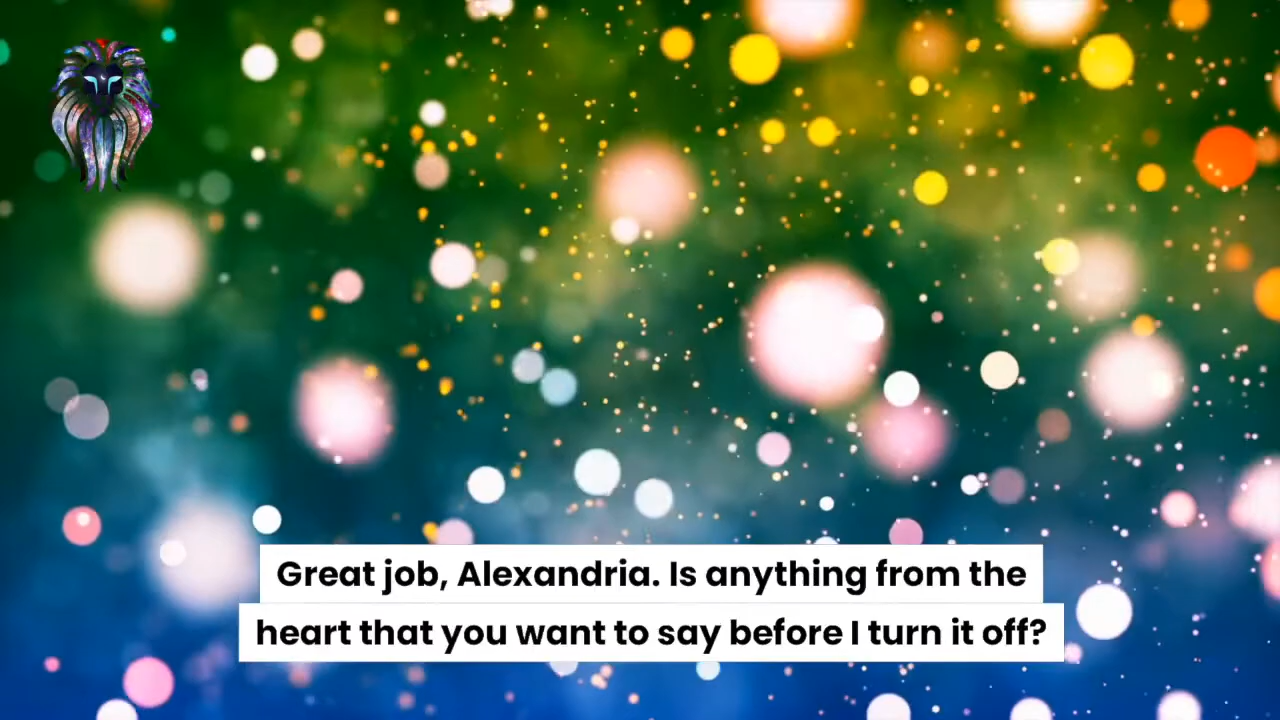 Great job, Alexandria. Is anything from the
heart that you want to say before I turn it off?